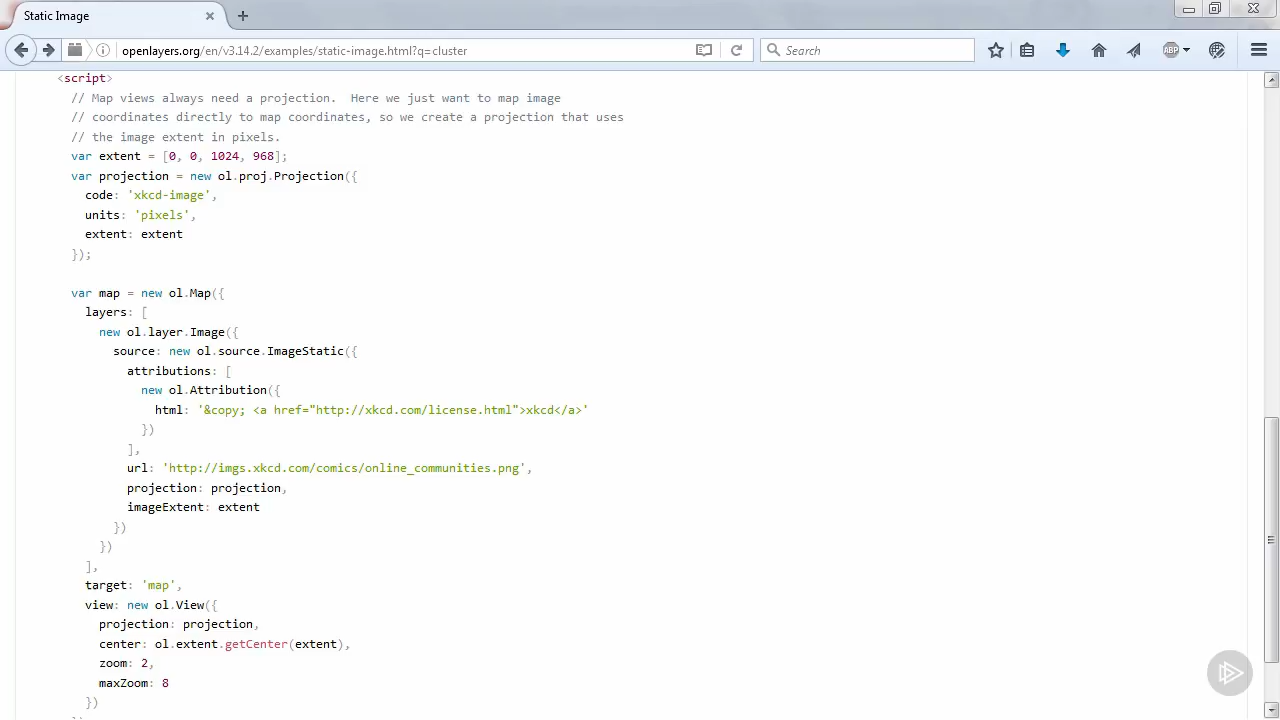 Static Image
openlayers.org/en/v3.14.2/examples/static-image.html?q=cluster
Search
ABP
<script>
// Map views always need a projection.  Here we just want to map image
// coordinates directly to map coordinates, so we create a projection that uses
// the image extent in pixels.
var extent = [0, 0, 1024, 968];
var projection = new ol.proj.Projection({
  code: 'xkcd-image',
  units: 'pixels',
  extent: extent
});

var map = new ol.Map({
  layers: [
    new ol.layer.Image({
      source: new ol.source.ImageStatic({
        attributions: [
          new ol.Attribution({
            html: '&copy; <a href="http://xkcd.com/license.html">xkcd</a>'
          })
        ],
        url: 'http://imgs.xkcd.com/comics/online_communities.png',
        projection: projection,
        imageExtent: extent
      })
    })
  ],
  target: 'map',
  view: new ol.View({
    projection: projection,
    center: ol.extent.getCenter(extent),
    zoom: 2,
    maxZoom: 8
  })